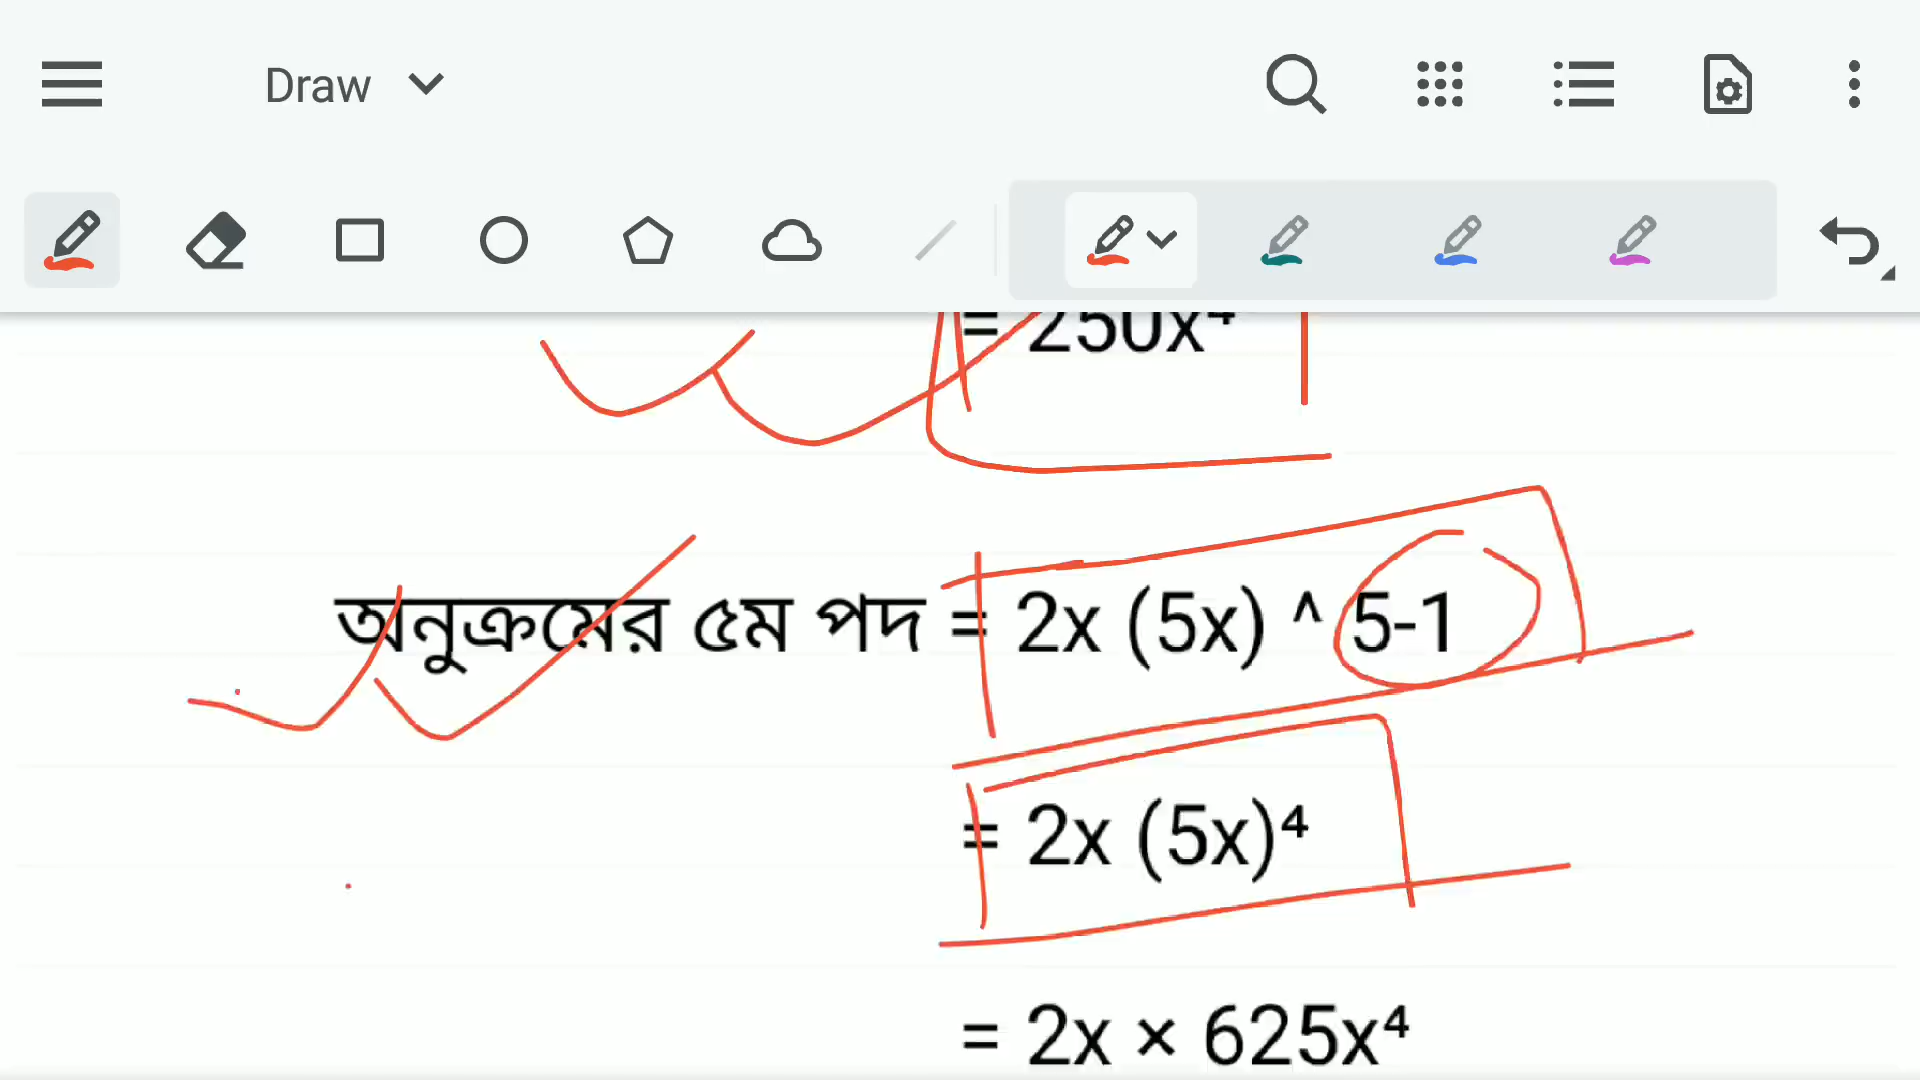 Draw
= 250x⁴
অনুক্রমের ৫ম পদ = 2x (5x) ^ 5-1
= 2x (5x)⁴
= 2x × 625x⁴